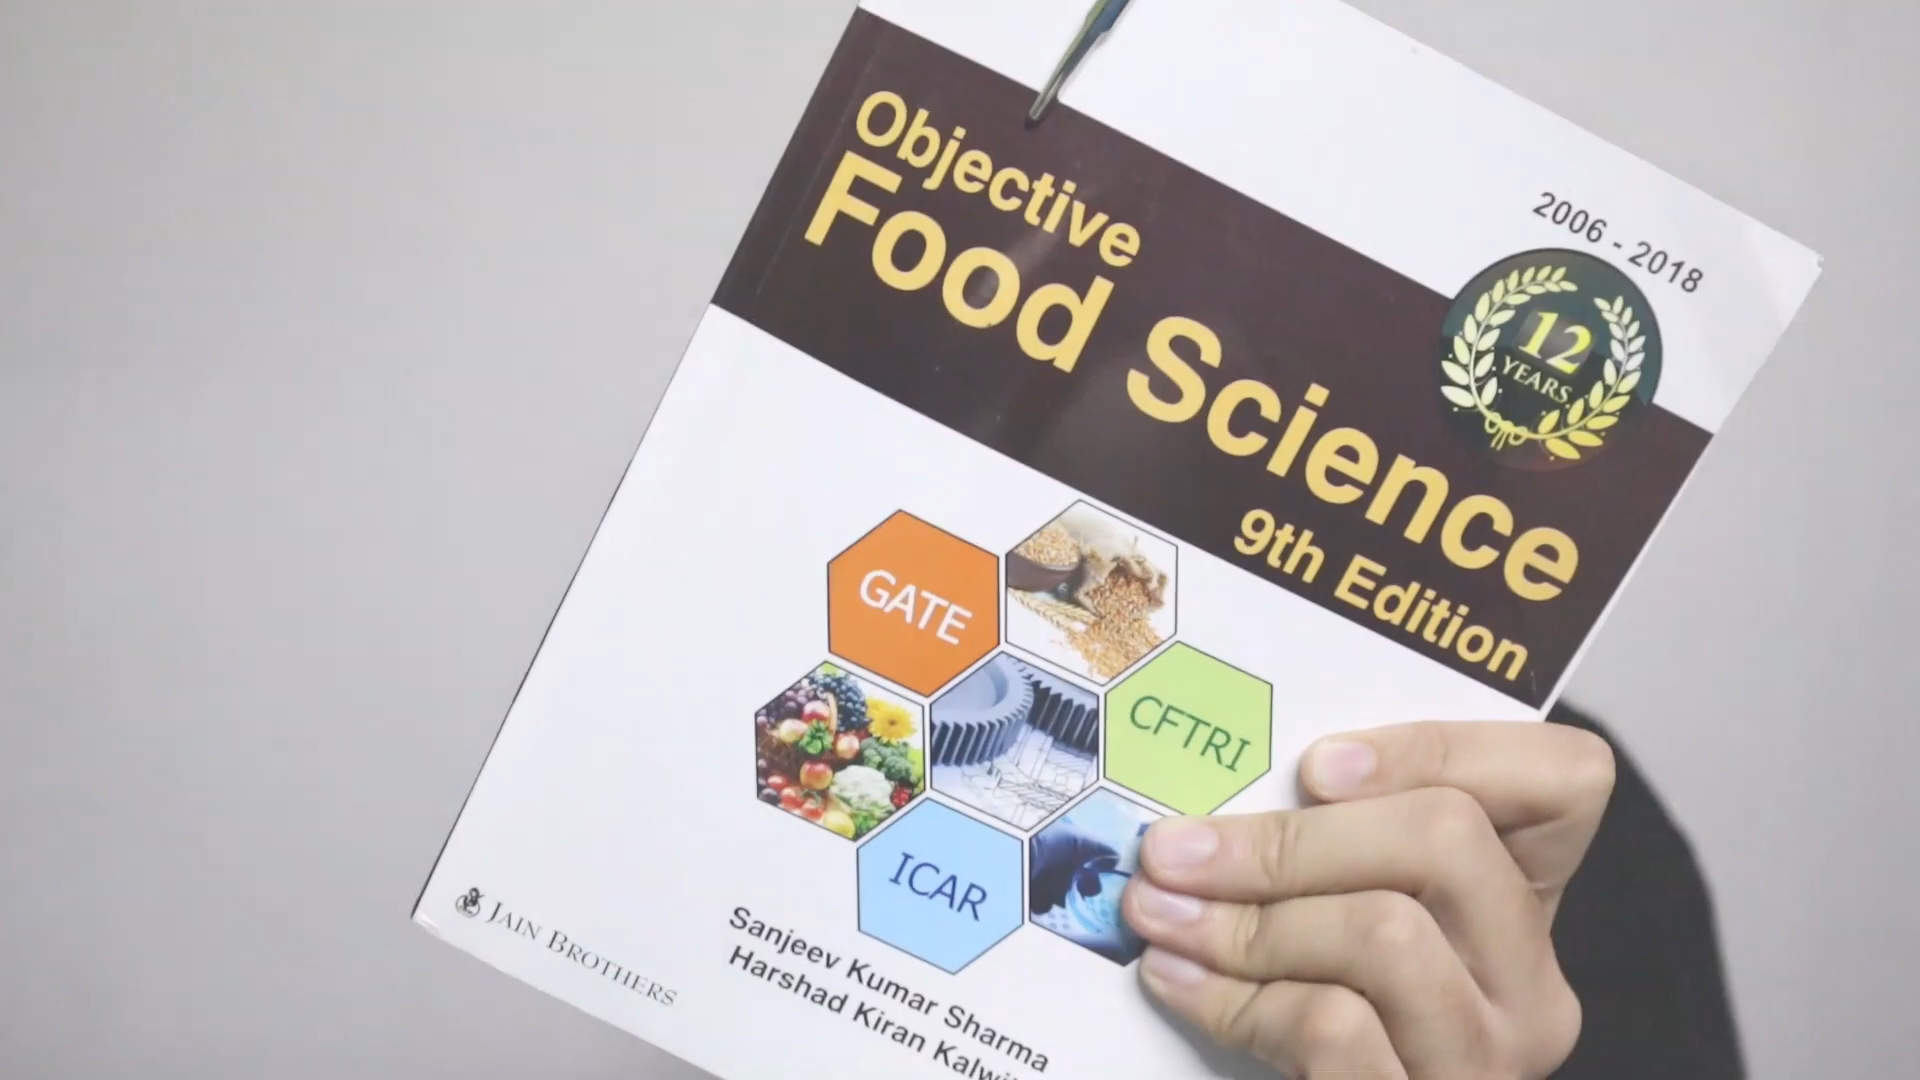 2006 - 2018
Objective
Food Science
12
YEARS
9th Edition
GATE
CFTRI
ICAR
Sanjeev Kumar Sharma
Harshad Kiran
JAIN BROTHERS